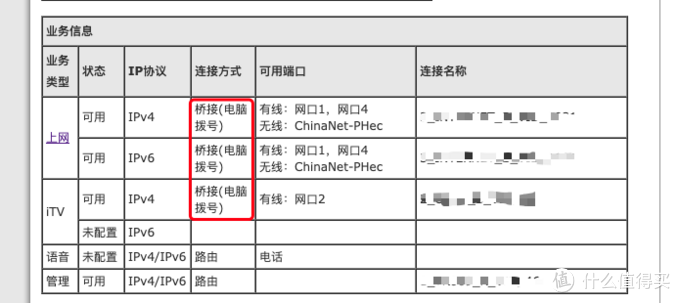 业务信息
业务类型 状态 IP协议 连接方式 可用端口 连接名称
上网 可用 IPv4 桥接(电脑拨号) 有线：网口1，网口4
无线：ChinaNet-PHec
可用 IPv6 桥接(电脑拨号) 有线：网口1，网口4
无线：ChinaNet-PHec
iTV 可用 IPv4 桥接(电脑拨号) 有线：网口2
未配置 IPv6
语音 未配置 IPv4/IPv6 路由 电话
管理 可用 IPv4/IPv6 路由
值 什么值得买